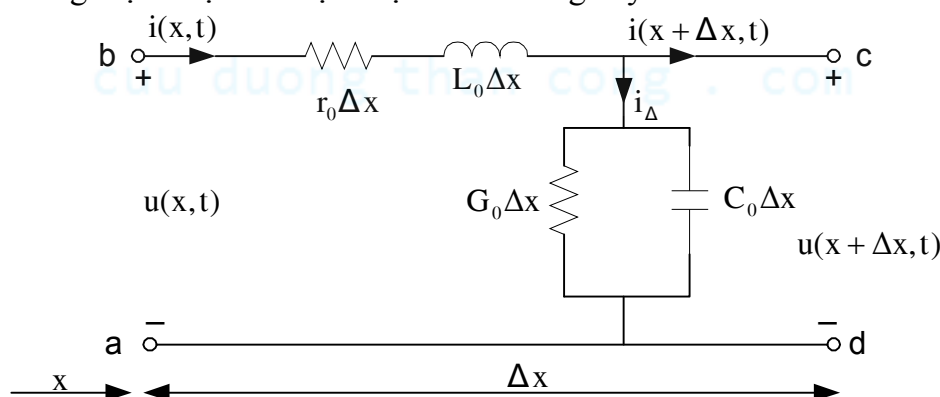 i(x,t)
i(x + Δx,t)
b
c
+
+
cuu duong than cong . com
r₀Δx
L₀Δx
i_Δ
u(x,t)
G₀Δx
C₀Δx
u(x + Δx,t)
−
−
a
d
x
Δx